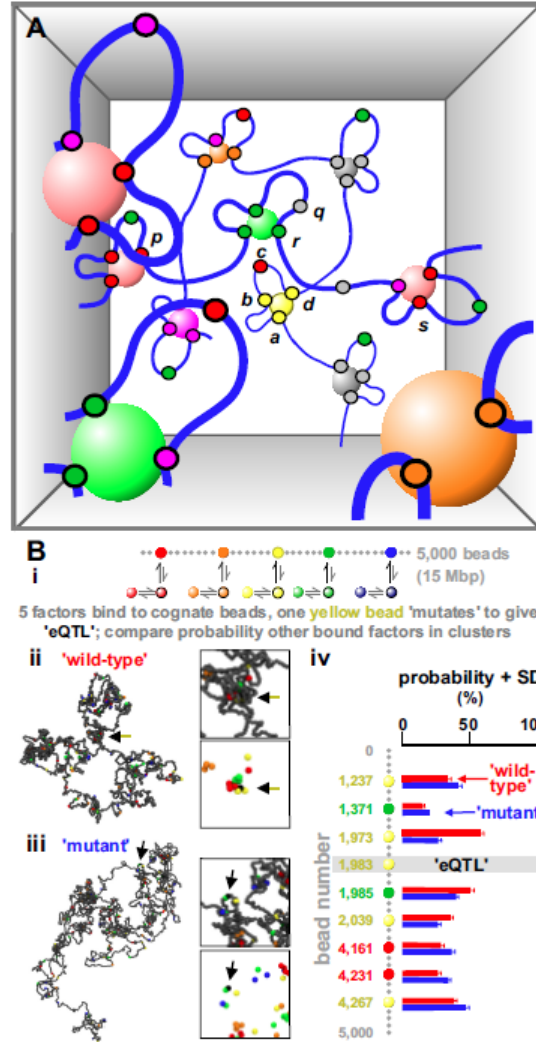 A
p
q
r
c
b
d
a
s
B
i
5,000 beads
(15 Mbp)
5 factors bind to cognate beads, one yellow bead 'mutates' to give
'eQTL'; compare probability other bound factors in clusters
ii 'wild-type'
iii 'mutant'
iv
probability + SD
(%)
0 50 10
bead number
0
1,237
'wild-
type'
1,371
'mutant
1,973
1,983 'eQTL'
1,985
2,039
4,161
4,231
4,267
5,000